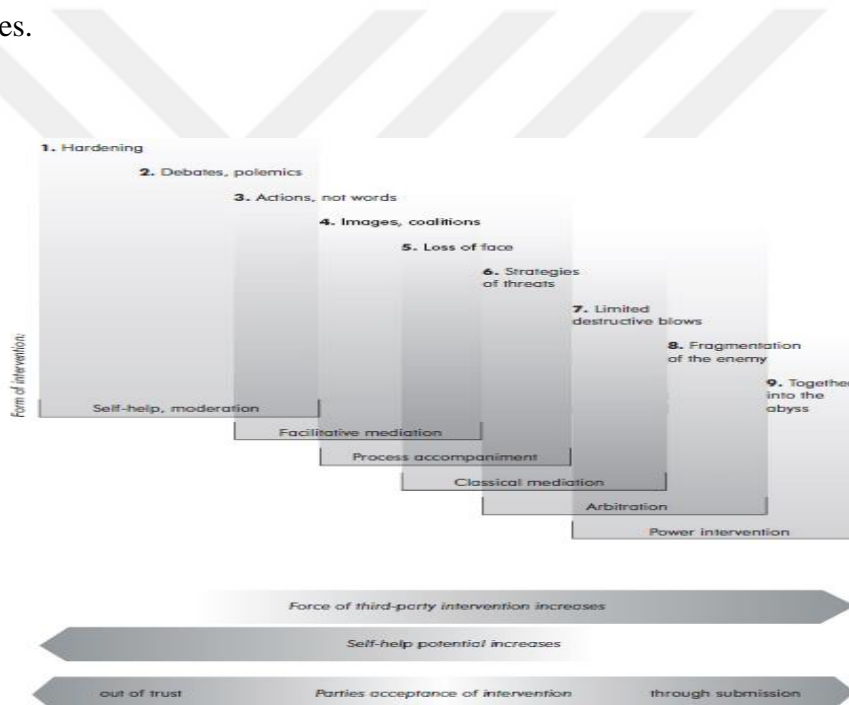 es.
1. Hardening
2. Debates, polemics
3. Actions, not words
4. Images, coalitions
5. Loss of face
6. Strategies
of threats
7. Limited
destructive blows
8. Fragmentation
of the enemy
9. Together
into the
abyss
Form of intervention:
Self-help, moderation
Facilitative mediation
Process accompaniment
Classical mediation
Arbitration
Power intervention
Force of third-party intervention increases
Self-help potential increases
out of trust Parties acceptance of intervention through submission